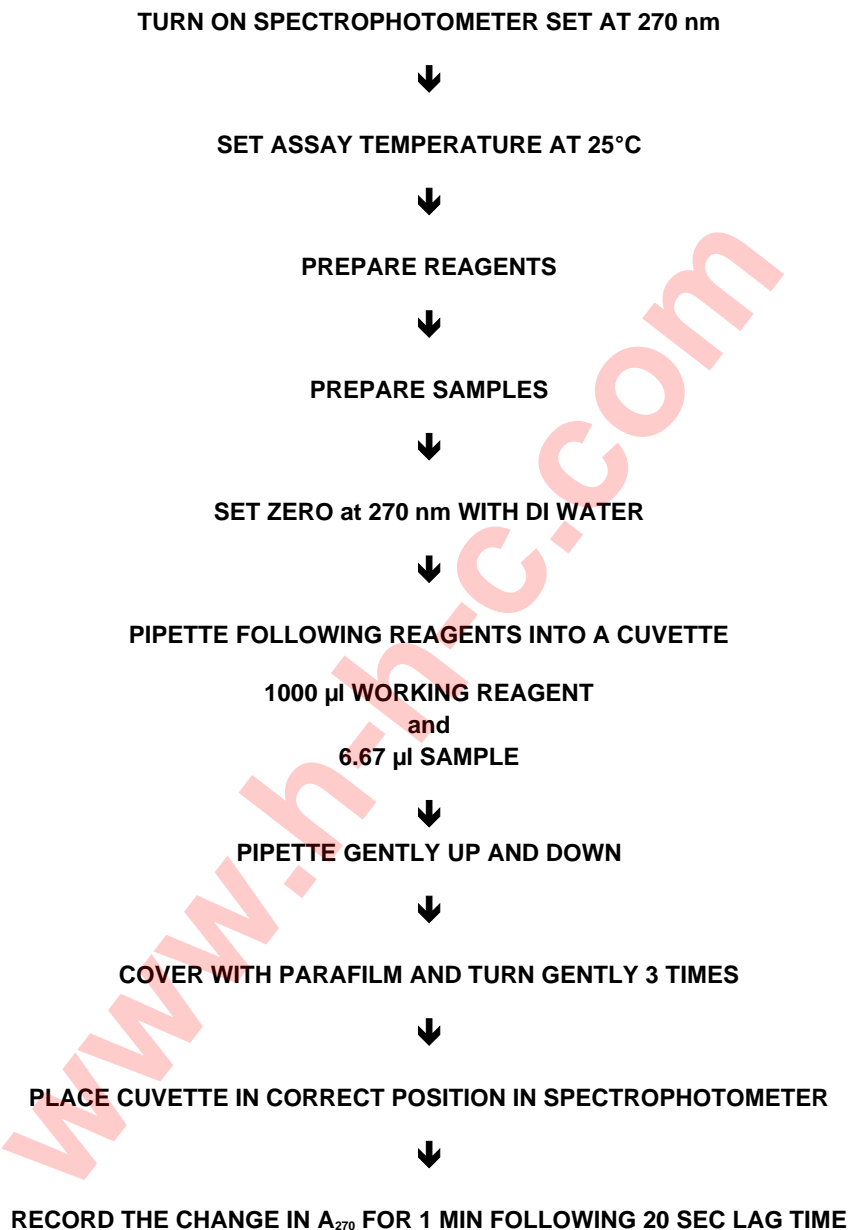 TURN ON SPECTROPHOTOMETER SET AT 270 nm
SET ASSAY TEMPERATURE AT 25°C
PREPARE REAGENTS
PREPARE SAMPLES
SET ZERO at 270 nm WITH DI WATER
PIPETTE FOLLOWING REAGENTS INTO A CUVETTE
1000 µl WORKING REAGENT
and
6.67 µl SAMPLE
PIPETTE GENTLY UP AND DOWN
COVER WITH PARAFILM AND TURN GENTLY 3 TIMES
PLACE CUVETTE IN CORRECT POSITION IN SPECTROPHOTOMETER
RECORD THE CHANGE IN A₂₇₀ FOR 1 MIN FOLLOWING 20 SEC LAG TIME
www.h-h-c.com